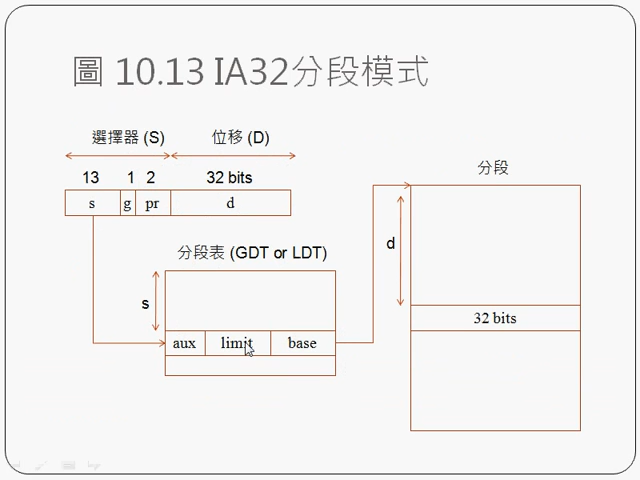 圖 10.13 IA32分段模式
選擇器 (S) 位移 (D)
分段
13 1 2 32 bits
s g pr d
d
分段表 (GDT or LDT)
s
32 bits
aux limit base